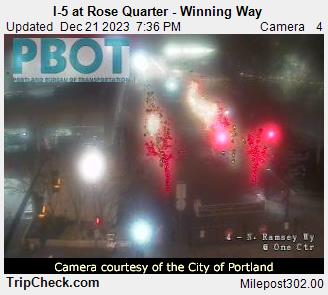 I-5 at Rose Quarter - Winning Way
Updated Dec 21 2023 7:36 PM Camera 4
PBOT
PORTLAND BUREAU OF TRANSPORTATION
4 - N. Ramsey Wy
@ One Ctr
Camera courtesy of the City of Portland
TripCheck.com Milepost302.00